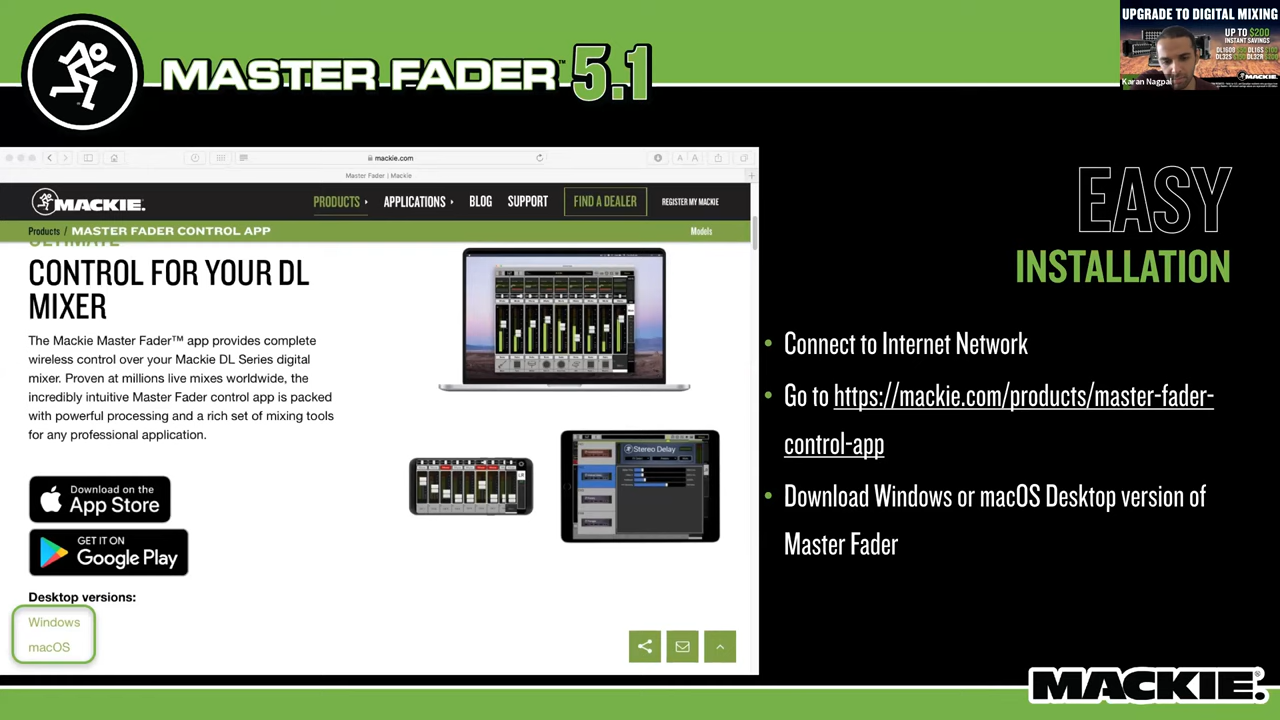 MASTER FADER™ 5.1
UPGRADE TO DIGITAL MIXING
UP TO $200
INSTANT SAVINGS
Karan Nagpal
MACKIE.
mackie.com
Master Fader | Mackie
MACKIE.
PRODUCTS
APPLICATIONS
BLOG
SUPPORT
FIND A DEALER
REGISTER MY MACKIE
Products / MASTER FADER CONTROL APP
Models
ULTIMATE
CONTROL FOR YOUR DL
MIXER
The Mackie Master Fader™ app provides complete
wireless control over your Mackie DL Series digital
mixer. Proven at millions live mixes worldwide, the
incredibly intuitive Master Fader control app is packed
with powerful processing and a rich set of mixing tools
for any professional application.
Download on the
App Store
GET IT ON
Google Play
Desktop versions:
Windows
macOS
Stereo Delay
EASY
INSTALLATION
• Connect to Internet Network
• Go to https://mackie.com/products/master-fader-
control-app
• Download Windows or macOS Desktop version of
Master Fader
MACKIE.